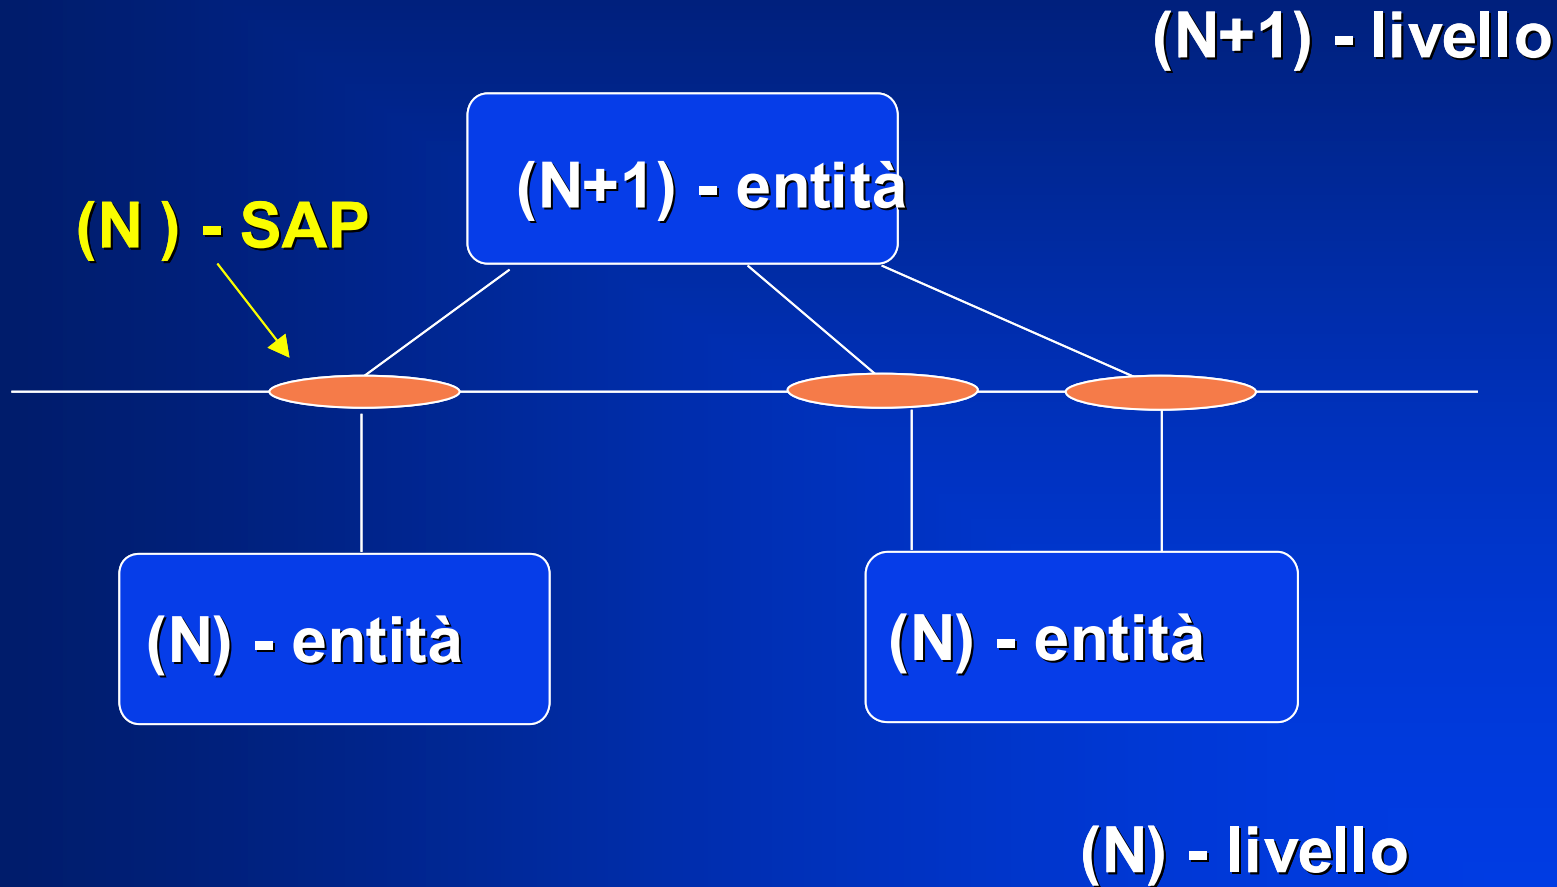 (N+1) - livello
(N+1) - entità
(N ) - SAP
(N) - entità
(N) - entità
(N) - livello